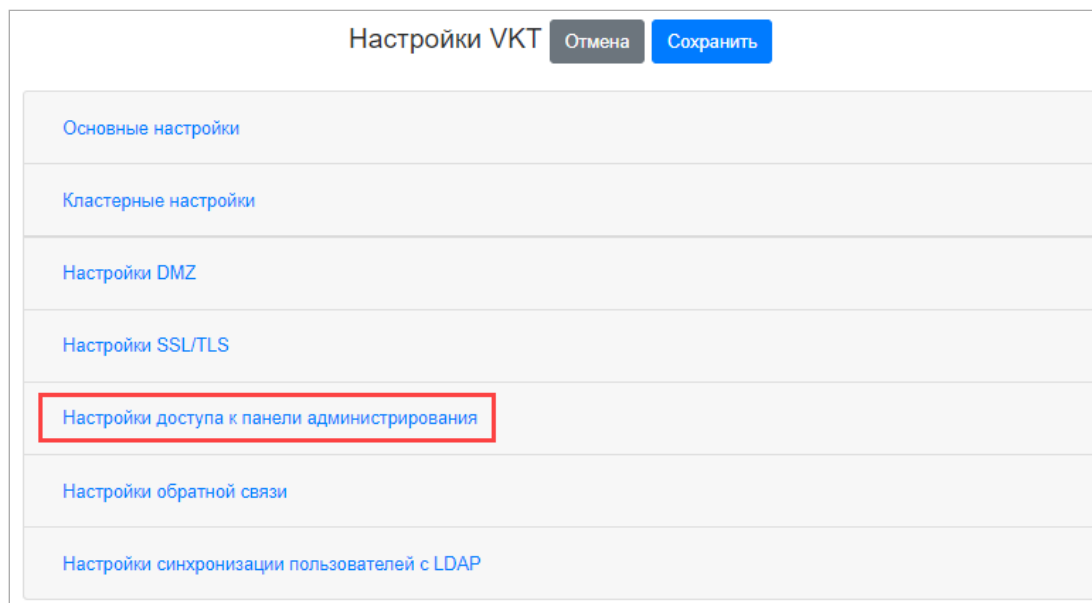 Настройки VKT Отмена Сохранить
Основные настройки
Кластерные настройки
Настройки DMZ
Настройки SSL/TLS
Настройки доступа к панели администрирования
Настройки обратной связи
Настройки синхронизации пользователей с LDAP